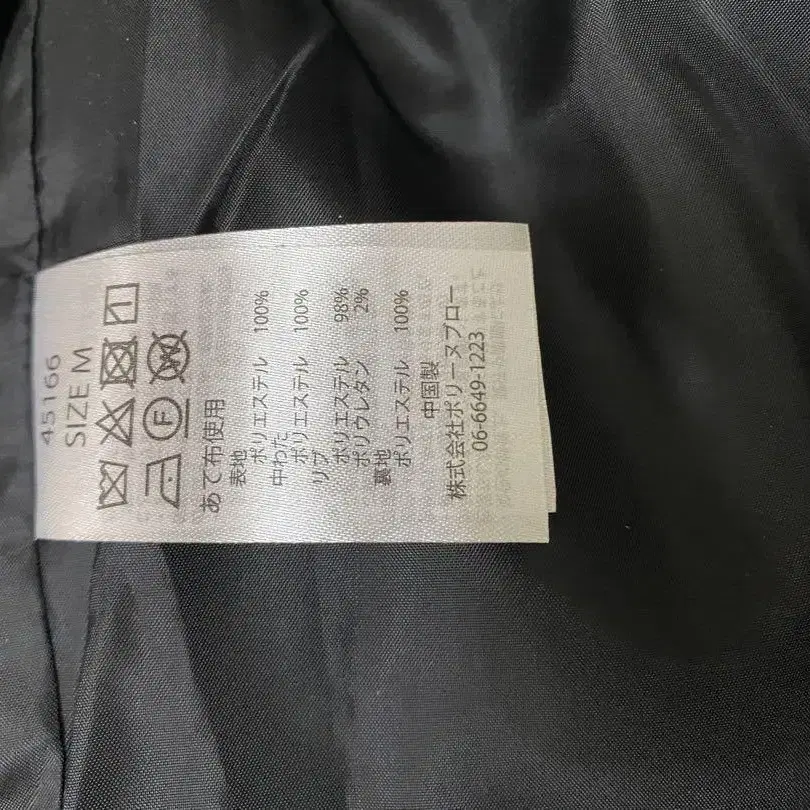 45166
SIZE M
F
W
あて布使用
表地
ポリエステル 100%
中わた
ポリエステル 100%
リブ
ポリエステル 98%
ポリウレタン 2%
裏地
ポリエステル 100%
中国製
株式会社ポリーヌブロー
06-6649-1223